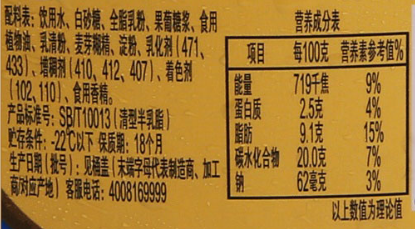 配料表：饮用水、白砂糖、全脂乳粉、果葡糖浆、食用
植物油、乳清粉、麦芽糊精、淀粉、乳化剂（471、
433）、增稠剂（410、412、407）、着色剂
（102、110）、食用香精。
产品标准号：SB/T10013（清型半乳脂）
贮存条件：-22℃以下 保质期：18个月
生产日期（批号）：见桶盖（末端字母代表制造商、加工
商/对应产地）客服电话：4008169999
营养成分表
项目 每100克 营养素参考值%
能量 719千焦 9%
蛋白质 2.5克 4%
脂肪 9.1克 15%
碳水化合物 20.0克 7%
钠 62毫克 3%
以上数值为理论值